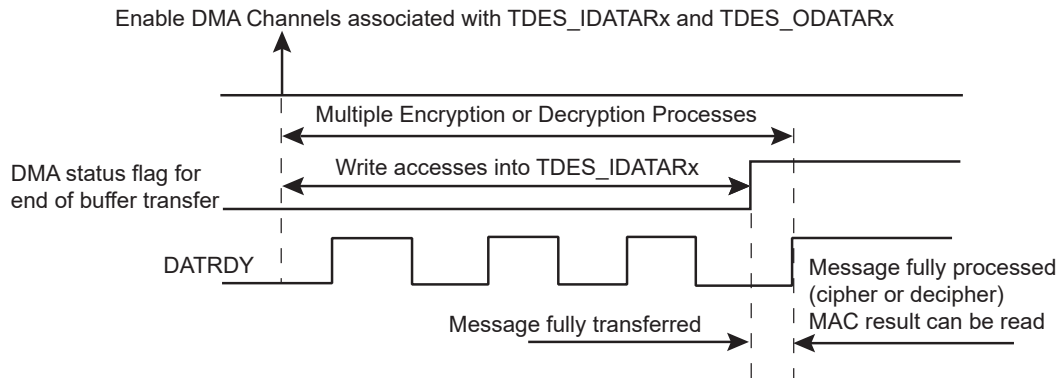 Enable DMA Channels associated with TDES_IDATARx and TDES_ODATARx
Multiple Encryption or Decryption Processes
Write accesses into TDES_IDATARx
DMA status flag for
end of buffer transfer
DATRDY
Message fully processed
(cipher or decipher)
MAC result can be read
Message fully transferred